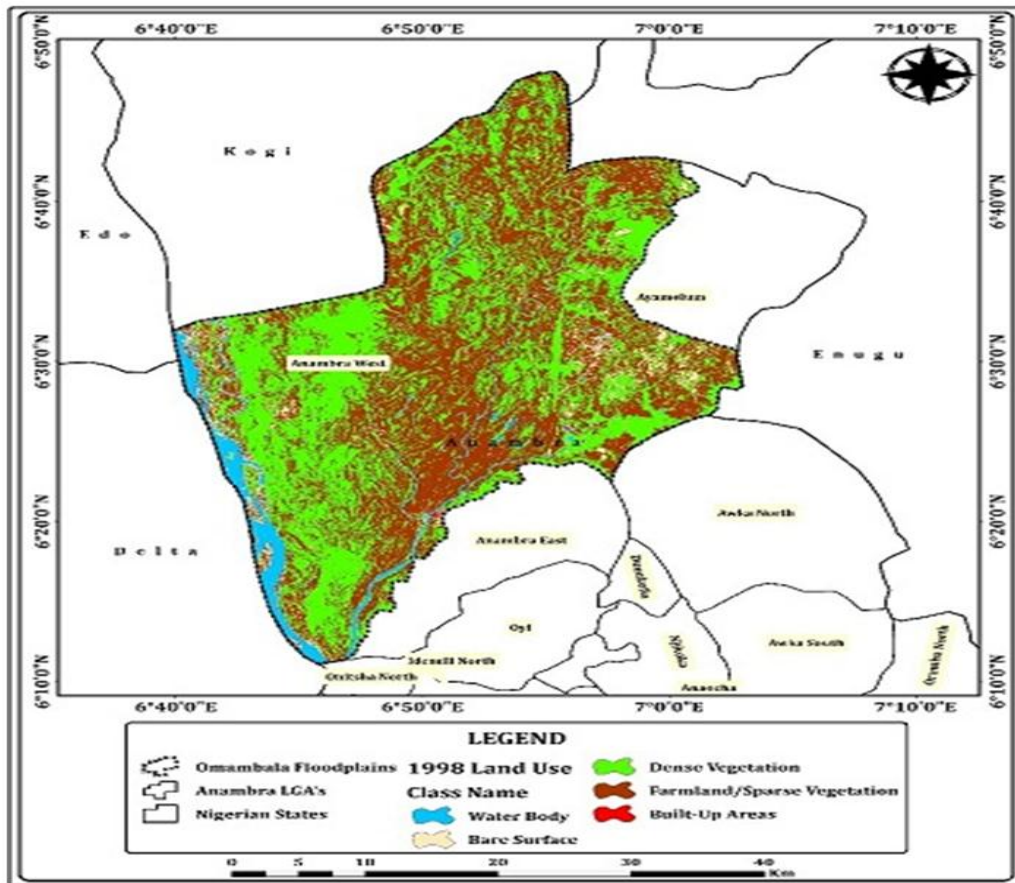 6°40'0"E 6°50'0"E 7°0'0"E 7°10'0"E
6°50'0"N 6°50'0"N
Kogi
6°40'0"N 6°40'0"N
Edo
Ayamelum
6°30'0"N Anambra West Enugu 6°30'0"N
Anambra
Awka North
6°20'0"N Anambra East 6°20'0"N
Delta
Dunukofia
Oyi Njikoka Awka South Orumba North
Idemili North
Onitsha North
Anaocha
6°10'0"N 6°10'0"N
6°40'0"E 6°50'0"E 7°0'0"E 7°10'0"E
LEGEND
Omambala Floodplains
Anambra LGA's
Nigerian States
1998 Land Use
Class Name
Water Body
Bare Surface
Dense Vegetation
Farmland/Sparse Vegetation
Built-Up Areas
0 5 10 20 30 40
Km